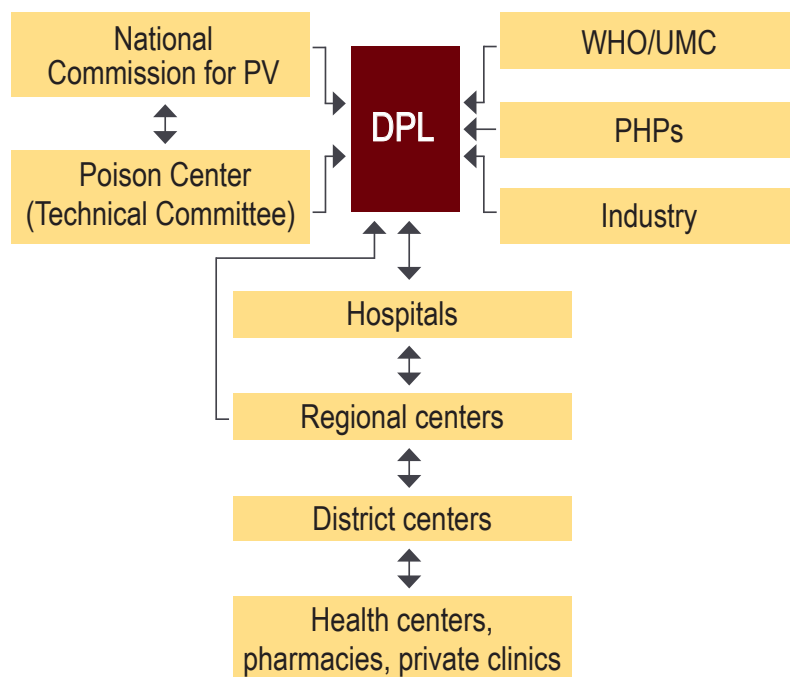 National
Commission for PV
Poison Center
(Technical Committee)
DPL
WHO/UMC
PHPs
Industry
Hospitals
Regional centers
District centers
Health centers,
pharmacies, private clinics